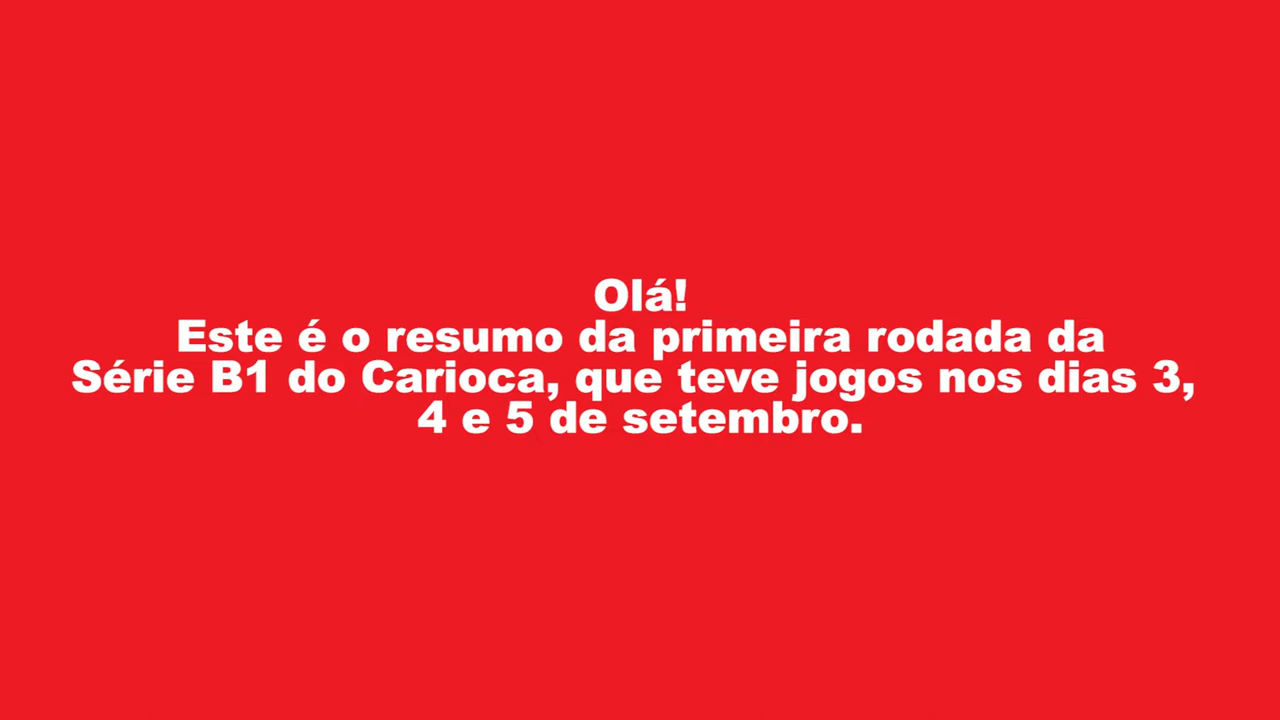 Olá!
Este é o resumo da primeira rodada da
Série B1 do Carioca, que teve jogos nos dias 3,
4 e 5 de setembro.